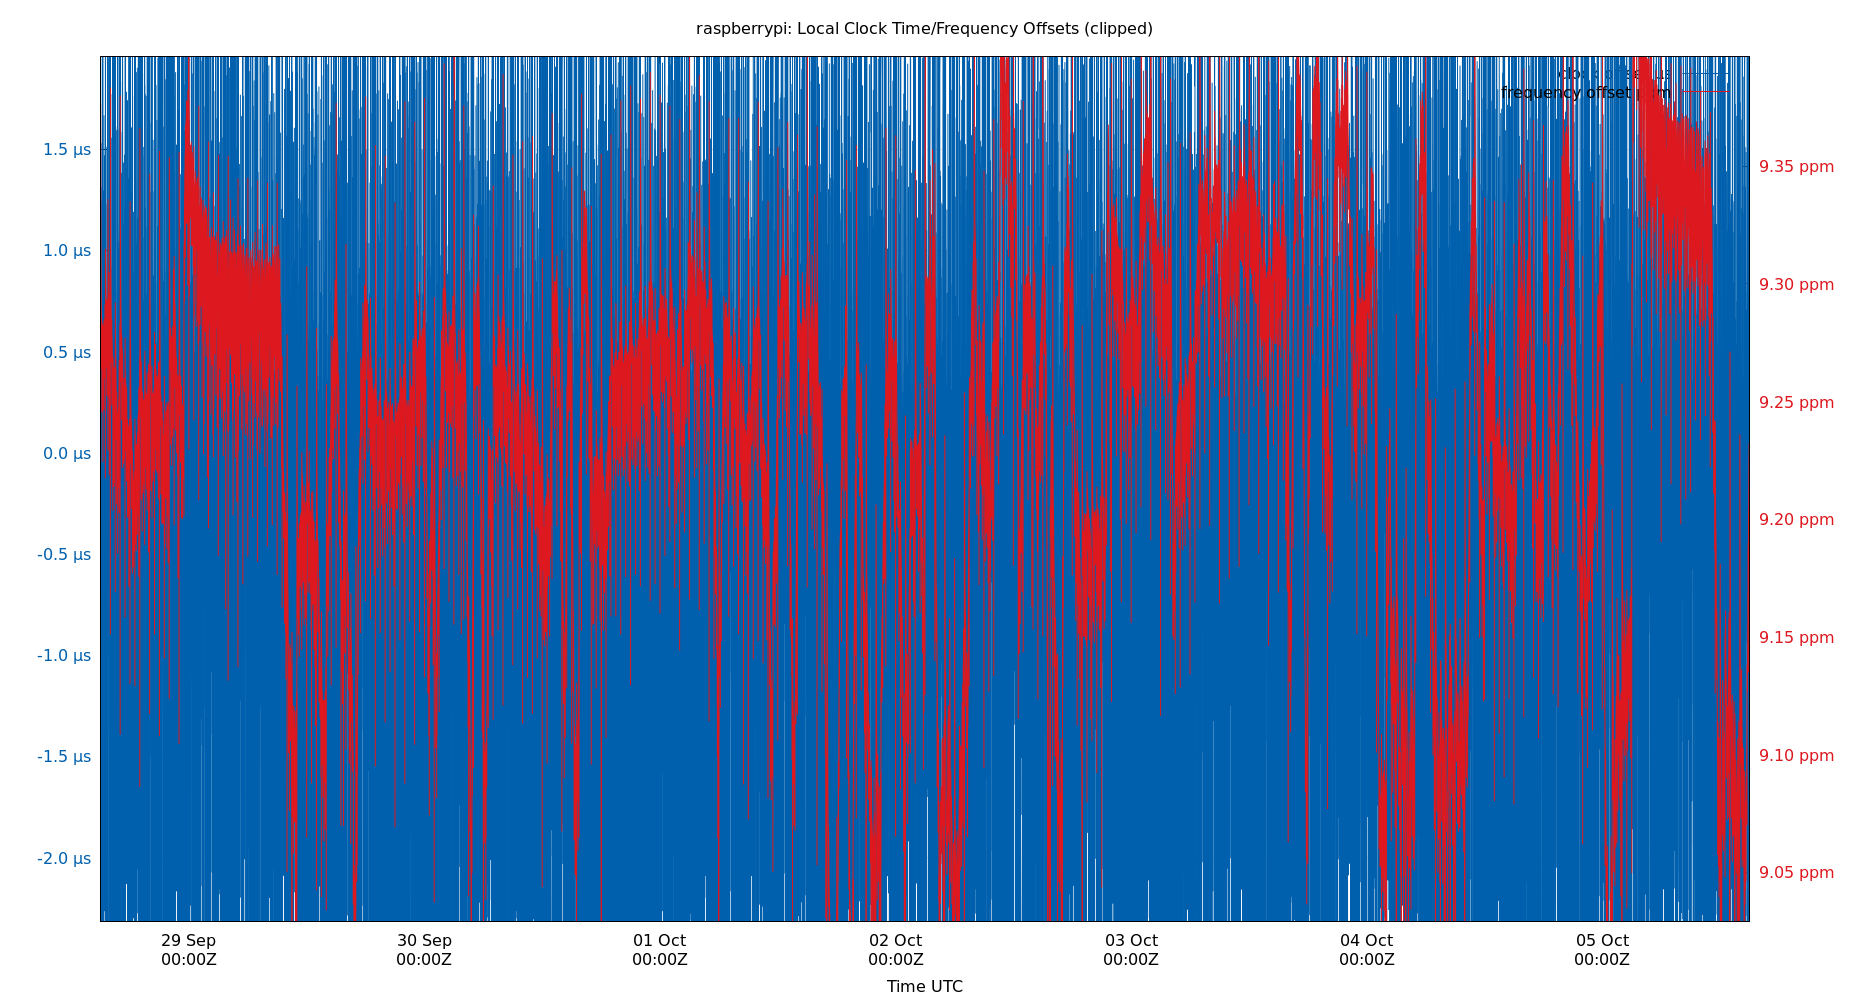 raspberrypi: Local Clock Time/Frequency Offsets (clipped)
clock offset µs
frequency offset ppm
1.5 µs
1.0 µs
0.5 µs
0.0 µs
-0.5 µs
-1.0 µs
-1.5 µs
-2.0 µs
9.35 ppm
9.30 ppm
9.25 ppm
9.20 ppm
9.15 ppm
9.10 ppm
9.05 ppm
29 Sep 30 Sep 01 Oct 02 Oct 03 Oct 04 Oct 05 Oct
00:00Z 00:00Z 00:00Z 00:00Z 00:00Z 00:00Z 00:00Z
Time UTC